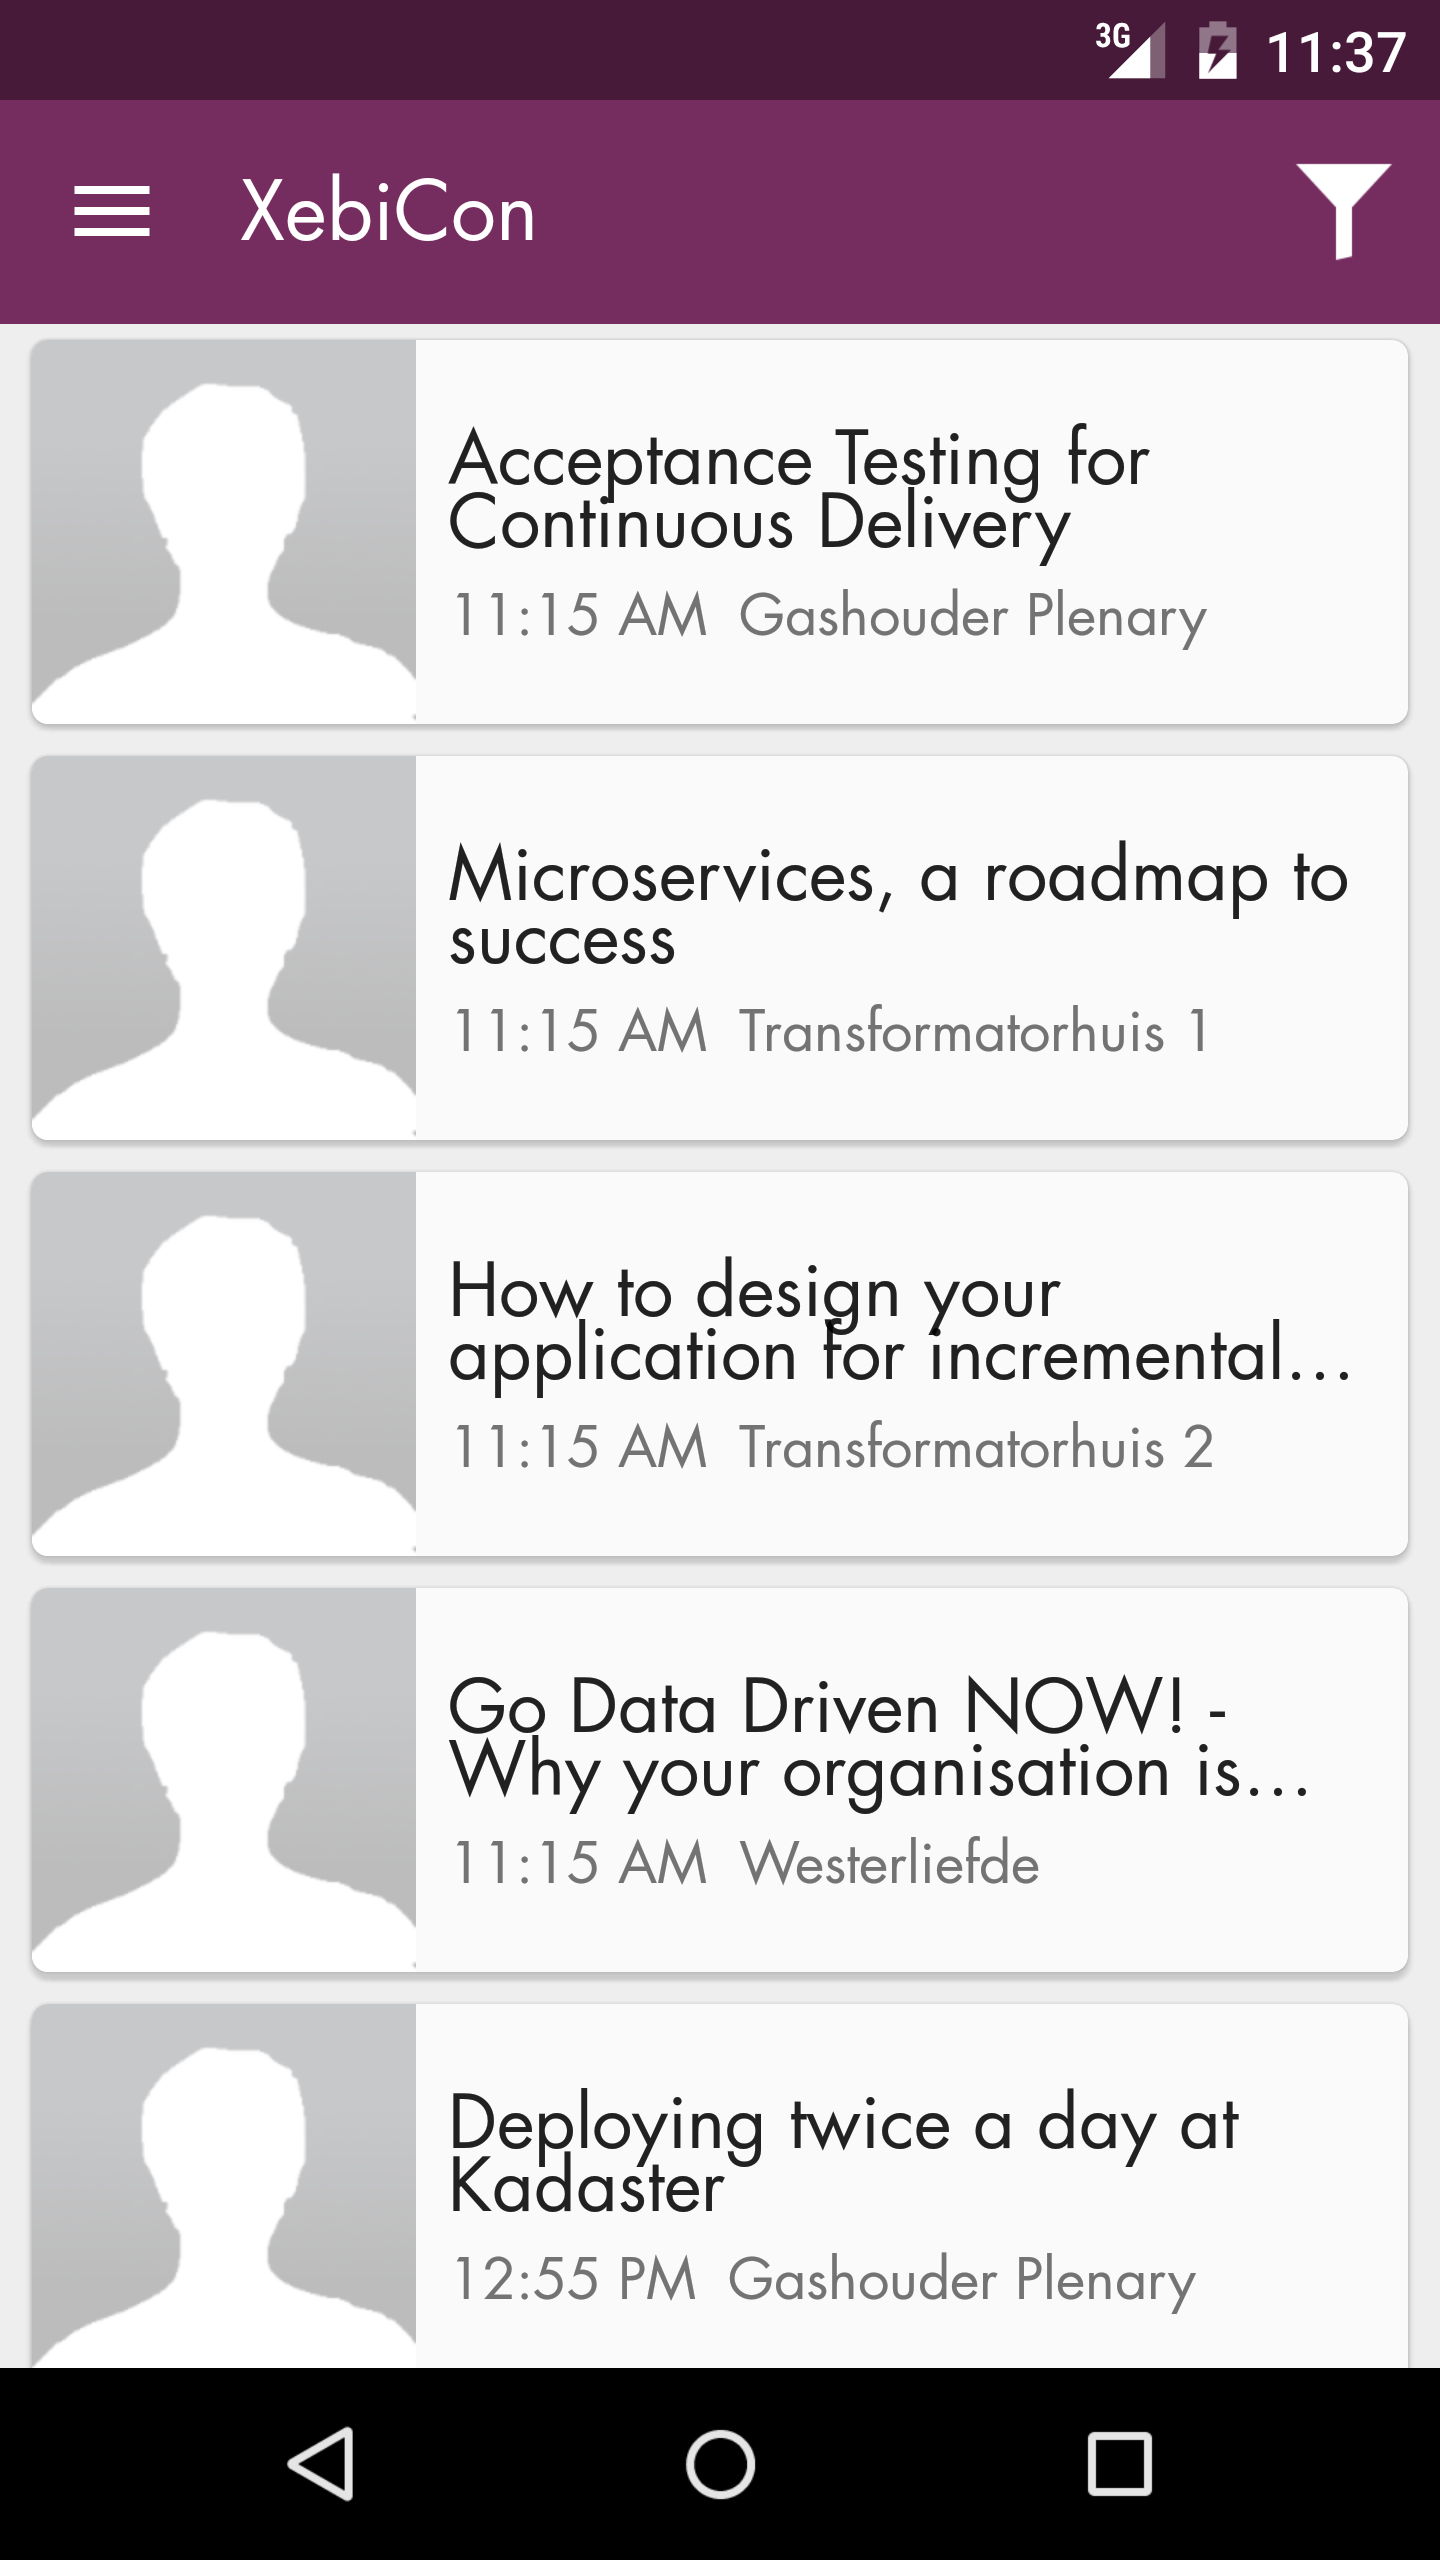 3G 11:37
XebiCon
Acceptance Testing for
Continuous Delivery
11:15 AM Gashouder Plenary
Microservices, a roadmap to
success
11:15 AM Transformatorhuis 1
How to design your
application for incremental…
11:15 AM Transformatorhuis 2
Go Data Driven NOW! -
Why your organisation is…
11:15 AM Westerliefde
Deploying twice a day at
Kadaster
12:55 PM Gashouder Plenary